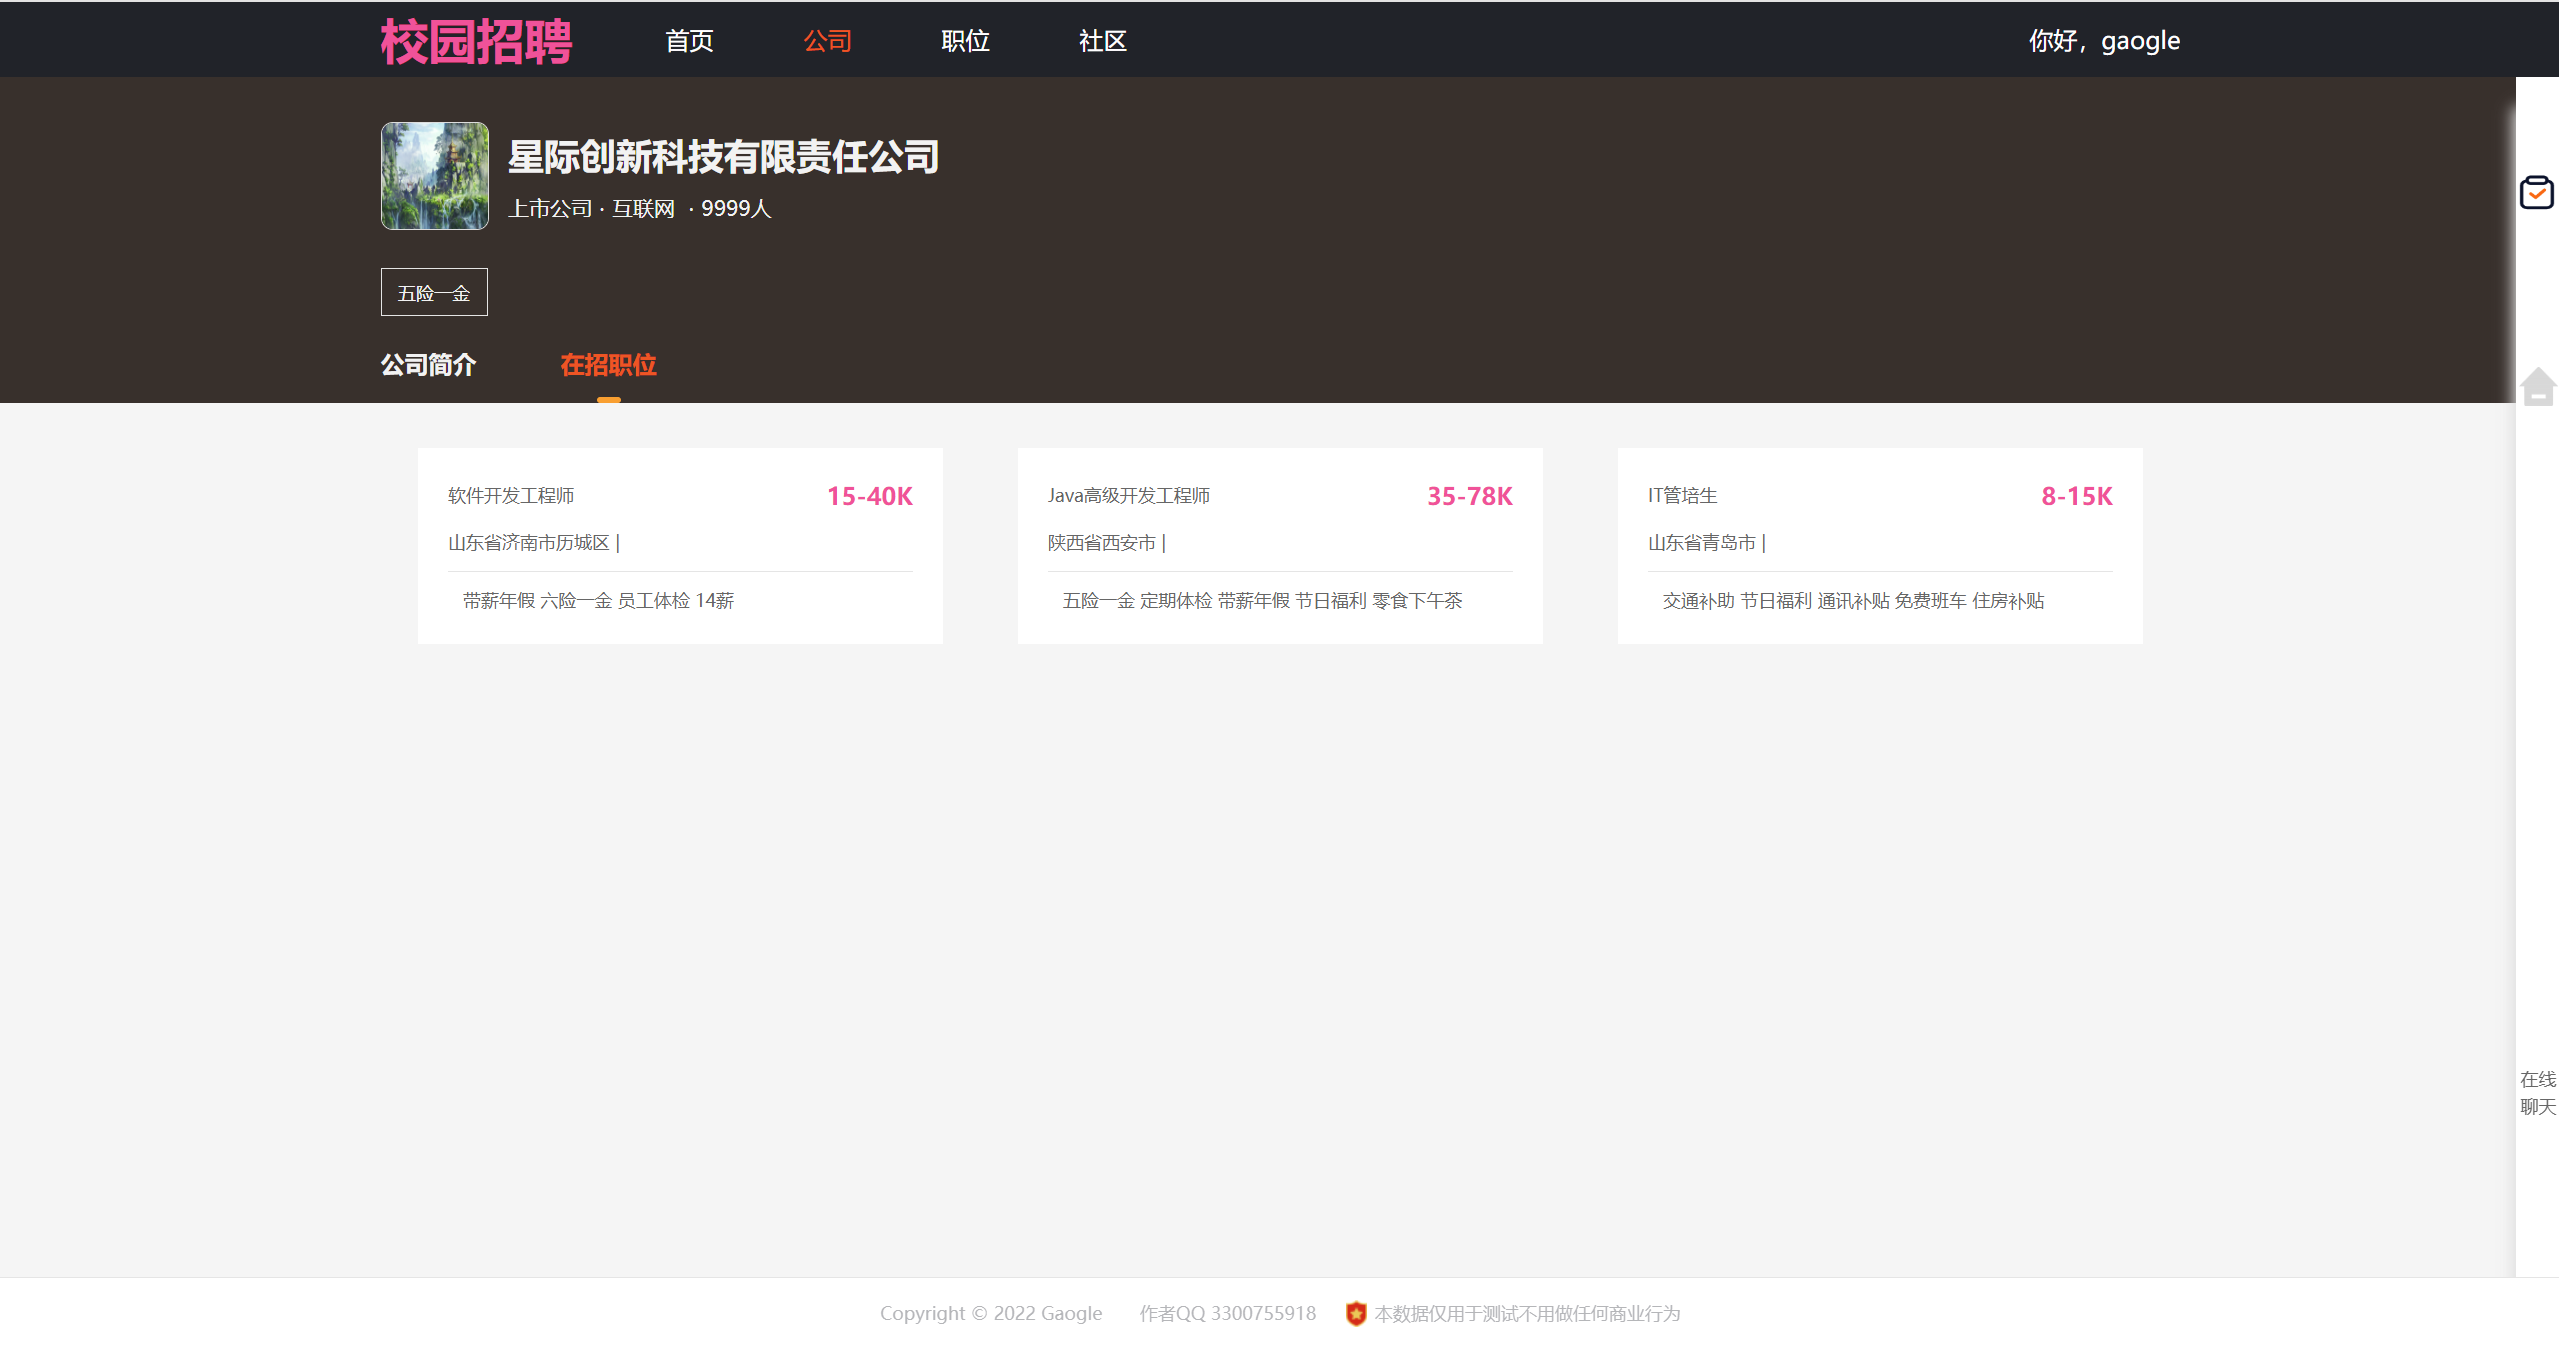 校园招聘 首页 公司 职位 社区 你好，gaogle
星际创新科技有限责任公司
上市公司 · 互联网 · 9999人
五险一金
公司简介 在招职位
软件开发工程师 15-40K
山东省济南市历城区 |
带薪年假 六险一金 员工体检 14薪
Java高级开发工程师 35-78K
陕西省西安市 |
五险一金 定期体检 带薪年假 节日福利 零食下午茶
IT管培生 8-15K
山东省青岛市 |
交通补助 节日福利 通讯补贴 免费班车 住房补贴
在线
聊天
Copyright © 2022 Gaogle 作者QQ 3300755918 本数据仅用于测试不用做任何商业行为